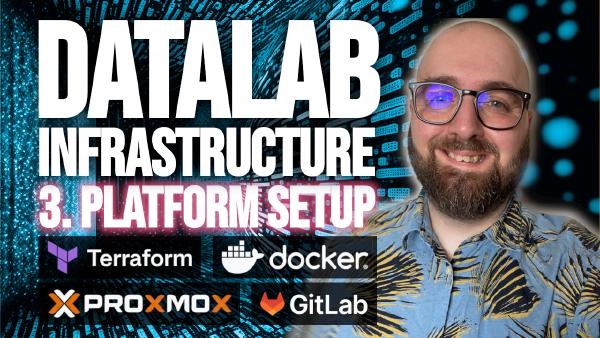 DATALAB
INFRASTRUCTURE
3. PLATFORM SETUP
Terraform docker.
PROXMOX GitLab